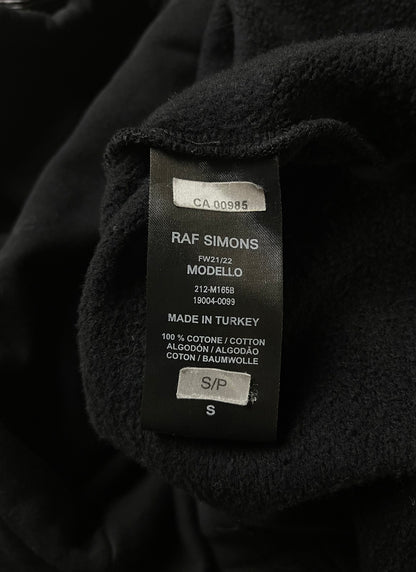 CA 00985
RAF SIMONS
FW21/22
MODELLO
212-M165B
19004-0099
MADE IN TURKEY
100 % COTONE / COTTON
ALGODÓN / ALGODÃO
COTON / BAUMWOLLE
S/P
S